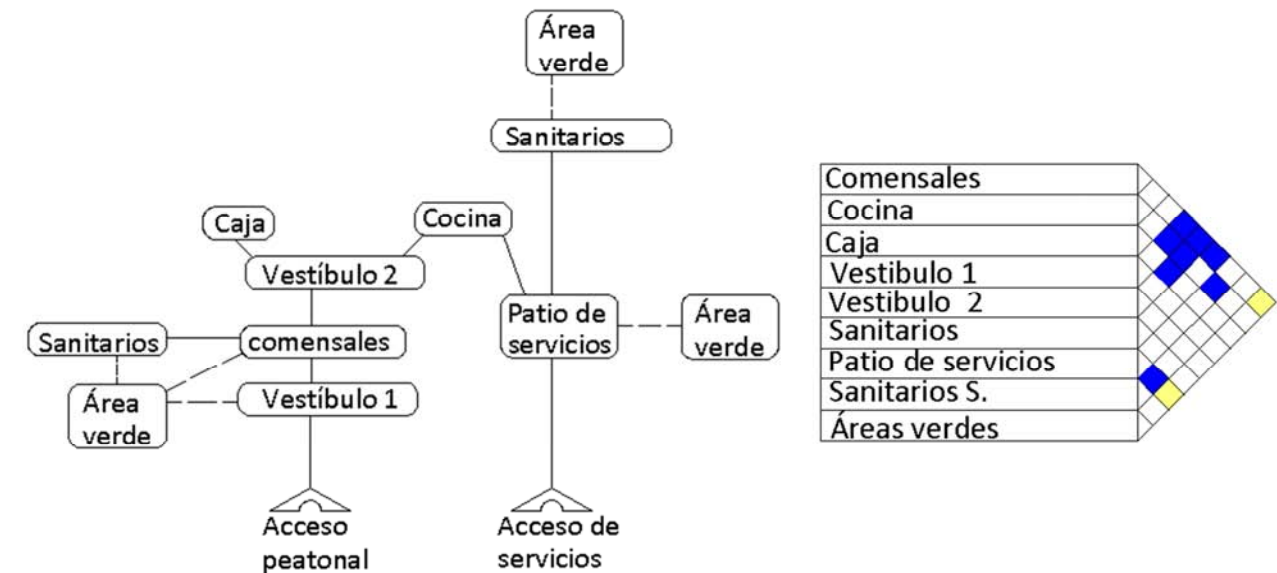 Área
verde
Sanitarios
Caja
Cocina
Vestíbulo 2
Sanitarios
comensales
Patio de
servicios
Área
verde
Área
verde
Vestíbulo 1
Acceso
peatonal
Acceso de
servicios
Comensales
Cocina
Caja
Vestibulo 1
Vestibulo 2
Sanitarios
Patio de servicios
Sanitarios S.
Áreas verdes